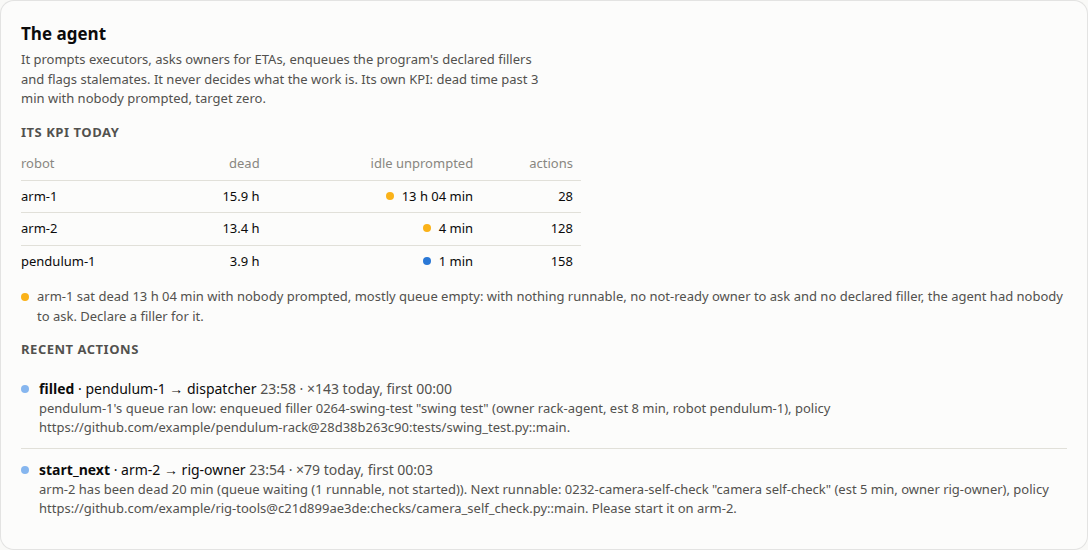 The agent
It prompts executors, asks owners for ETAs, enqueues the program's declared fillers
and flags stalemates. It never decides what the work is. Its own KPI: dead time past 3
min with nobody prompted, target zero.
ITS KPI TODAY
robot dead idle unprompted actions
arm-1 15.9 h 13 h 04 min 28
arm-2 13.4 h 4 min 128
pendulum-1 3.9 h 1 min 158
arm-1 sat dead 13 h 04 min with nobody prompted, mostly queue empty: with nothing runnable, no not-ready owner to ask and no declared filler, the agent had nobody
to ask. Declare a filler for it.
RECENT ACTIONS
filled · pendulum-1 → dispatcher 23:58 · ×143 today, first 00:00
pendulum-1's queue ran low: enqueued filler 0264-swing-test "swing test" (owner rack-agent, est 8 min, robot pendulum-1), policy
https://github.com/example/pendulum-rack@28d38b263c90:tests/swing_test.py::main.
start_next · arm-2 → rig-owner 23:54 · ×79 today, first 00:03
arm-2 has been dead 20 min (queue waiting (1 runnable, not started)). Next runnable: 0232-camera-self-check "camera self-check" (est 5 min, owner rig-owner), policy
https://github.com/example/rig-tools@c21d899ae3de:checks/camera_self_check.py::main. Please start it on arm-2.